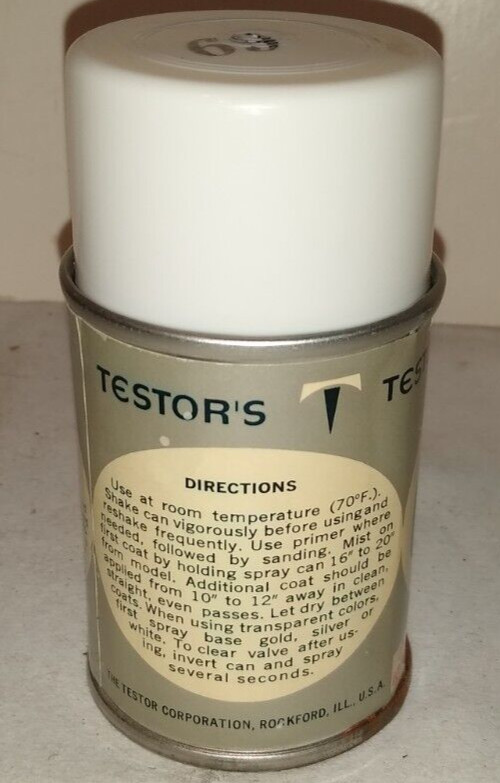 69
TESTOR'S
TES
DIRECTIONS
Use at room temperature (70°F.).
Shake can vigorously before using and
reshake frequently. Use primer where
needed, followed by sanding. Mist on
first coat by holding spray can 16" to 20"
from model. Additional coat should be
applied from 10" to 12" away in clean,
straight, even passes. Let dry between
coats. When using transparent colors,
first spray base gold, silver or
white. To clear valve after us-
ing, invert can and spray
several seconds.
THE TESTOR CORPORATION, ROCKFORD, ILL., U.S.A.